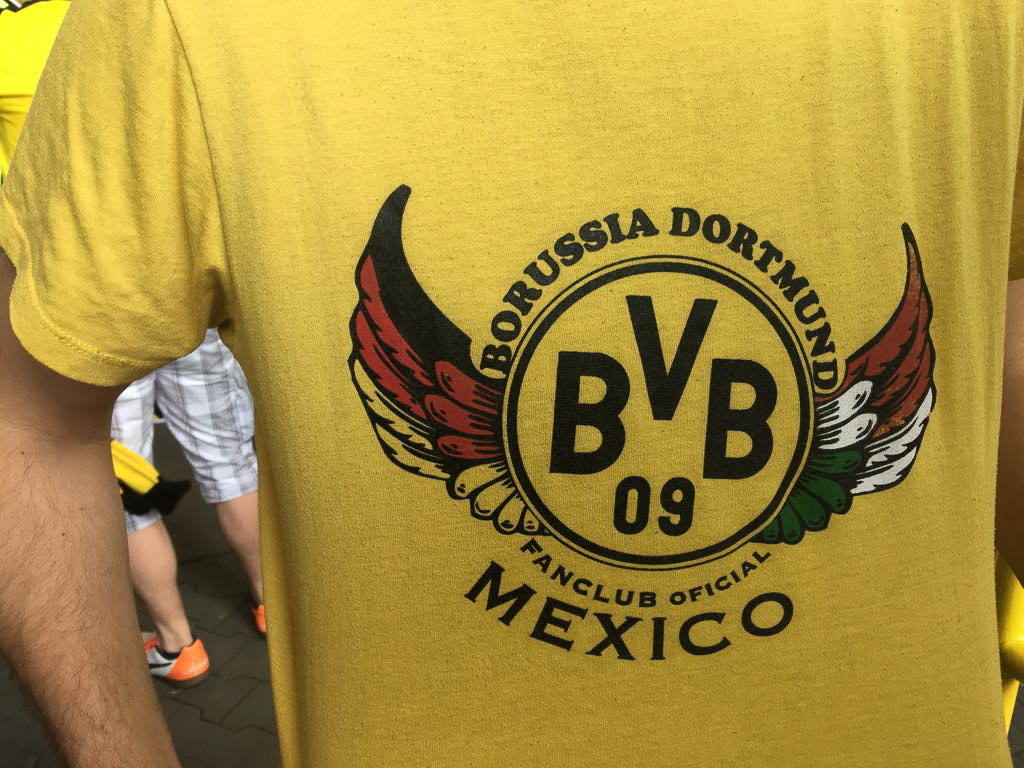 BORUSSIA DORTMUND
BVB
09
FANCLUB OFICIAL
MEXICO